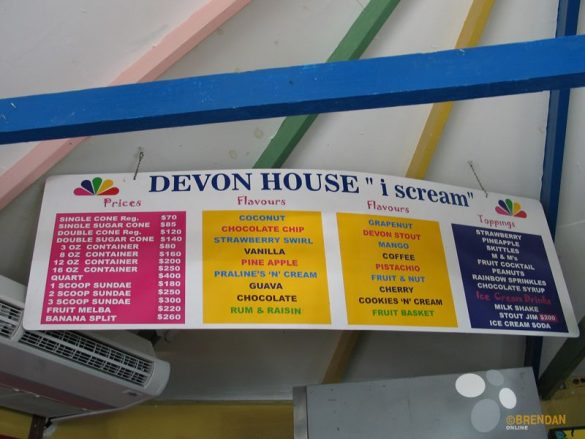 DEVON HOUSE " i scream"
Prices
SINGLE CONE Reg. $70
SINGLE SUGAR CONE $85
DOUBLE CONE Reg. $120
DOUBLE SUGAR CONE $140
3 OZ CONTAINER $80
8 OZ CONTAINER $160
12 OZ CONTAINER $200
16 OZ CONTAINER $250
QUART $400
1 SCOOP SUNDAE $180
2 SCOOP SUNDAE $250
3 SCOOP SUNDAE $300
FRUIT MELBA $220
BANANA SPLIT $260
Flavours
COCONUT
CHOCOLATE CHIP
STRAWBERRY SWIRL
VANILLA
PINE APPLE
PRALINE'S 'N' CREAM
GUAVA
CHOCOLATE
RUM & RAISIN
Flavours
GRAPENUT
DEVON STOUT
MANGO
COFFEE
PISTACHIO
FRUIT & NUT
CHERRY
COOKIES 'N' CREAM
FRUIT BASKET
Toppings
STRAWBERRY
PINEAPPLE
SKITTLES
M & M's
FRUIT COCKTAIL
PEANUTS
RAINBOW SPRINKLES
CHOCOLATE SYRUP
Ice Cream Drinks
MILK SHAKE
STOUT JIM $200
ICE CREAM SODA
©BRENDAN
ONLINE